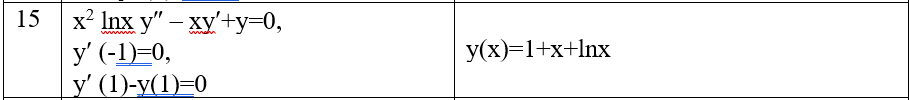 15
x² lnx y″ – xy′+y=0,
y′ (-1)=0,
y′ (1)-y(1)=0
y(x)=1+x+lnx